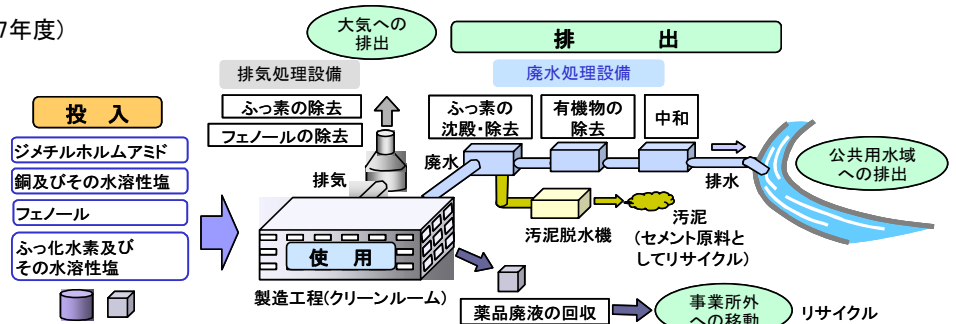 7年度）
大気への
排出
排　出
排気処理設備
廃水処理設備
投　入
ふっ素の除去
フェノールの除去
ふっ素の
沈殿・除去
有機物の
除去
中和
ジメチルホルムアミド
銅及びその水溶性塩
フェノール
ふっ化水素及び
その水溶性塩
排気
廃水
排水
公共用水域
への排出
汚泥脱水機
汚泥
(セメント原料と
してリサイクル)
使　用
製造工程(クリーンルーム)
薬品廃液の回収
事業所外
への移動
リサイクル